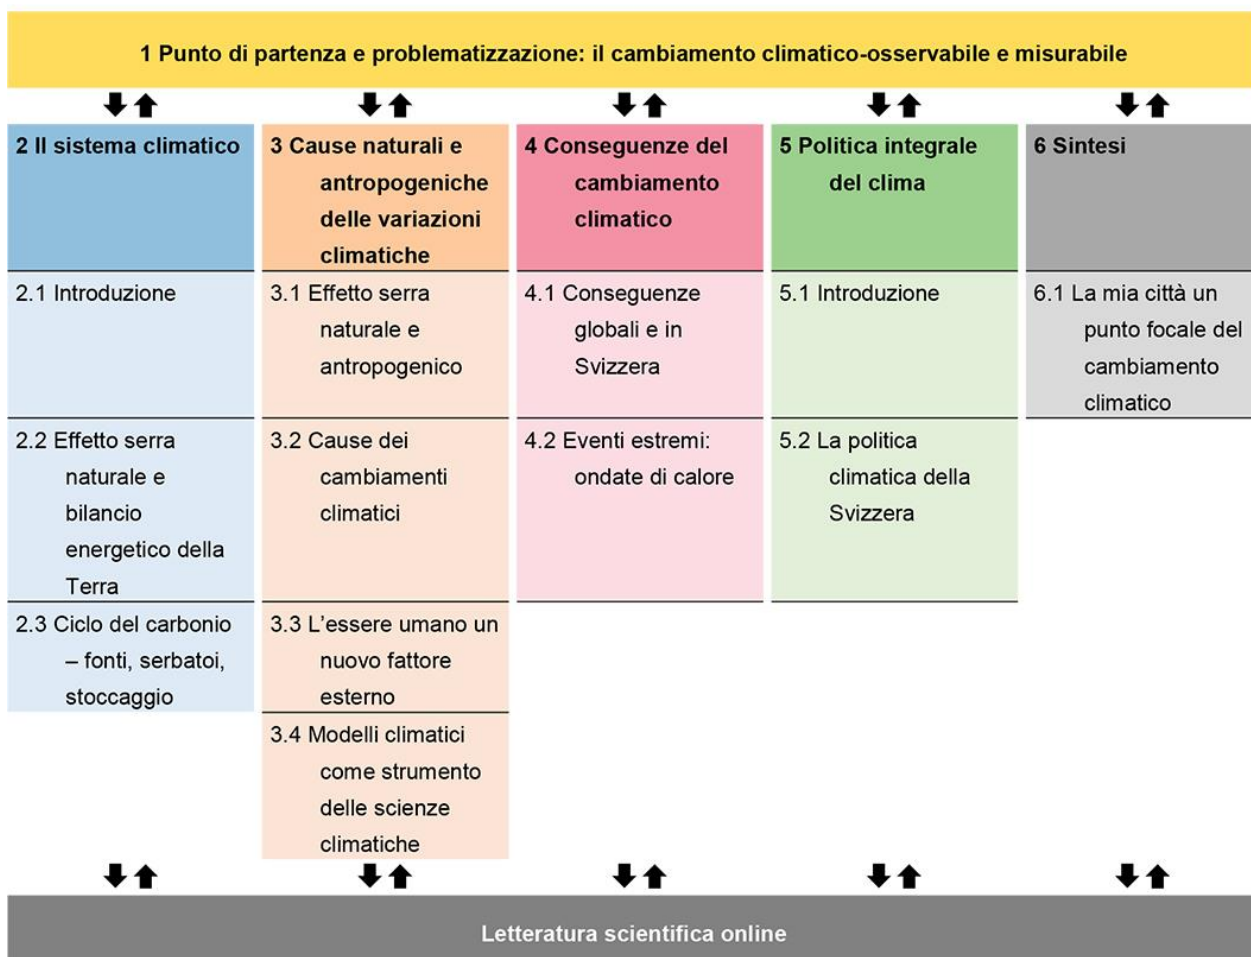 1 Punto di partenza e problematizzazione: il cambiamento climatico-osservabile e misurabile
2 Il sistema climatico
3 Cause naturali e
antropogeniche
delle variazioni
climatiche
4 Conseguenze del
cambiamento
climatico
5 Politica integrale
del clima
6 Sintesi
2.1 Introduzione
3.1 Effetto serra
naturale e
antropogenico
4.1 Conseguenze
globali e in
Svizzera
5.1 Introduzione
6.1 La mia città un
punto focale del
cambiamento
climatico
2.2 Effetto serra
naturale e
bilancio
energetico della
Terra
3.2 Cause dei
cambiamenti
climatici
4.2 Eventi estremi:
ondate di calore
5.2 La politica
climatica della
Svizzera
2.3 Ciclo del carbonio
– fonti, serbatoi,
stoccaggio
3.3 L’essere umano un
nuovo fattore
esterno
3.4 Modelli climatici
come strumento
delle scienze
climatiche
Letteratura scientifica online